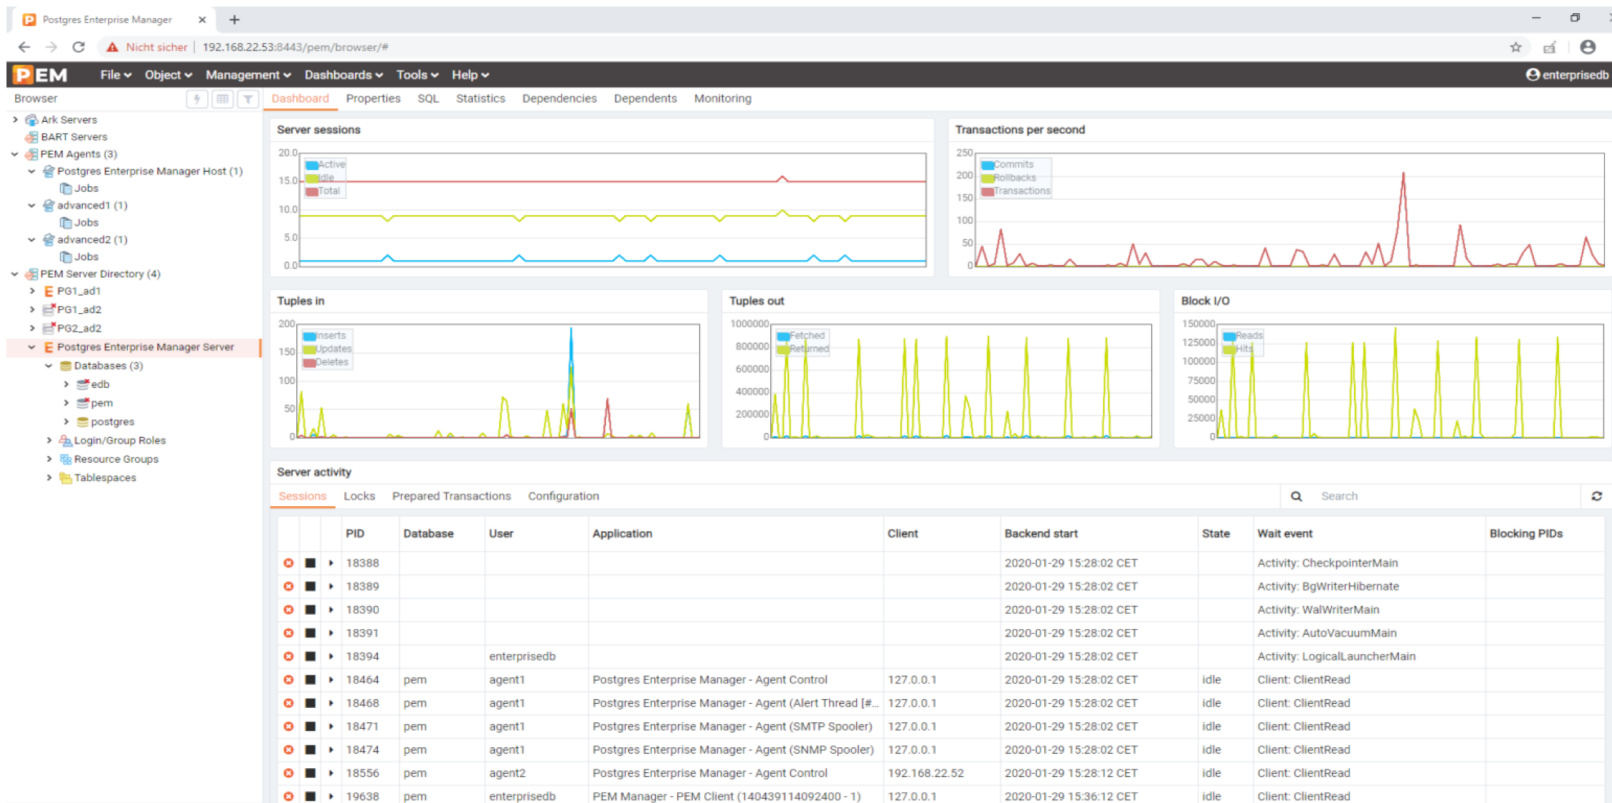 Postgres Enterprise Manager
Nicht sicher | 192.168.22.53:8443/pem/browser/#
PEM File Object Management Dashboards Tools Help enterprisedb
Browser
Dashboard Properties SQL Statistics Dependencies Dependents Monitoring
Ark Servers
BART Servers
PEM Agents (3)
Postgres Enterprise Manager Host (1)
Jobs
advanced1 (1)
Jobs
advanced2 (1)
Jobs
PEM Server Directory (4)
PG1_ad1
PG1_ad2
PG2_ad2
Postgres Enterprise Manager Server
Databases (3)
edb
pem
postgres
Login/Group Roles
Resource Groups
Tablespaces
Server sessions
20.0
15.0
10.0
5.0
0.0
Active
Idle
Total
Transactions per second
250
200
150
100
50
0
Commits
Rollbacks
Transactions
Tuples in
200
150
100
50
0
Inserts
Updates
Deletes
Tuples out
1000000
800000
600000
400000
200000
0
Fetched
Returned
Block I/O
150000
125000
100000
75000
50000
25000
0
Reads
Hits
Server activity
Sessions Locks Prepared Transactions Configuration Search
PID Database User Application Client Backend start State Wait event Blocking PIDs
18388 2020-01-29 15:28:02 CET Activity: CheckpointerMain
18389 2020-01-29 15:28:02 CET Activity: BgWriterHibernate
18390 2020-01-29 15:28:02 CET Activity: WalWriterMain
18391 2020-01-29 15:28:02 CET Activity: AutoVacuumMain
18394 enterprisedb 2020-01-29 15:28:02 CET Activity: LogicalLauncherMain
18464 pem agent1 Postgres Enterprise Manager - Agent Control 127.0.0.1 2020-01-29 15:28:02 CET idle Client: ClientRead
18468 pem agent1 Postgres Enterprise Manager - Agent (Alert Thread [#... 127.0.0.1 2020-01-29 15:28:02 CET idle Client: ClientRead
18471 pem agent1 Postgres Enterprise Manager - Agent (SMTP Spooler) 127.0.0.1 2020-01-29 15:28:02 CET idle Client: ClientRead
18474 pem agent1 Postgres Enterprise Manager - Agent (SNMP Spooler) 127.0.0.1 2020-01-29 15:28:02 CET idle Client: ClientRead
18556 pem agent2 Postgres Enterprise Manager - Agent Control 192.168.22.52 2020-01-29 15:28:12 CET idle Client: ClientRead
19638 pem enterprisedb PEM Manager - PEM Client (140439114092400 - 1) 127.0.0.1 2020-01-29 15:36:12 CET idle Client: ClientRead